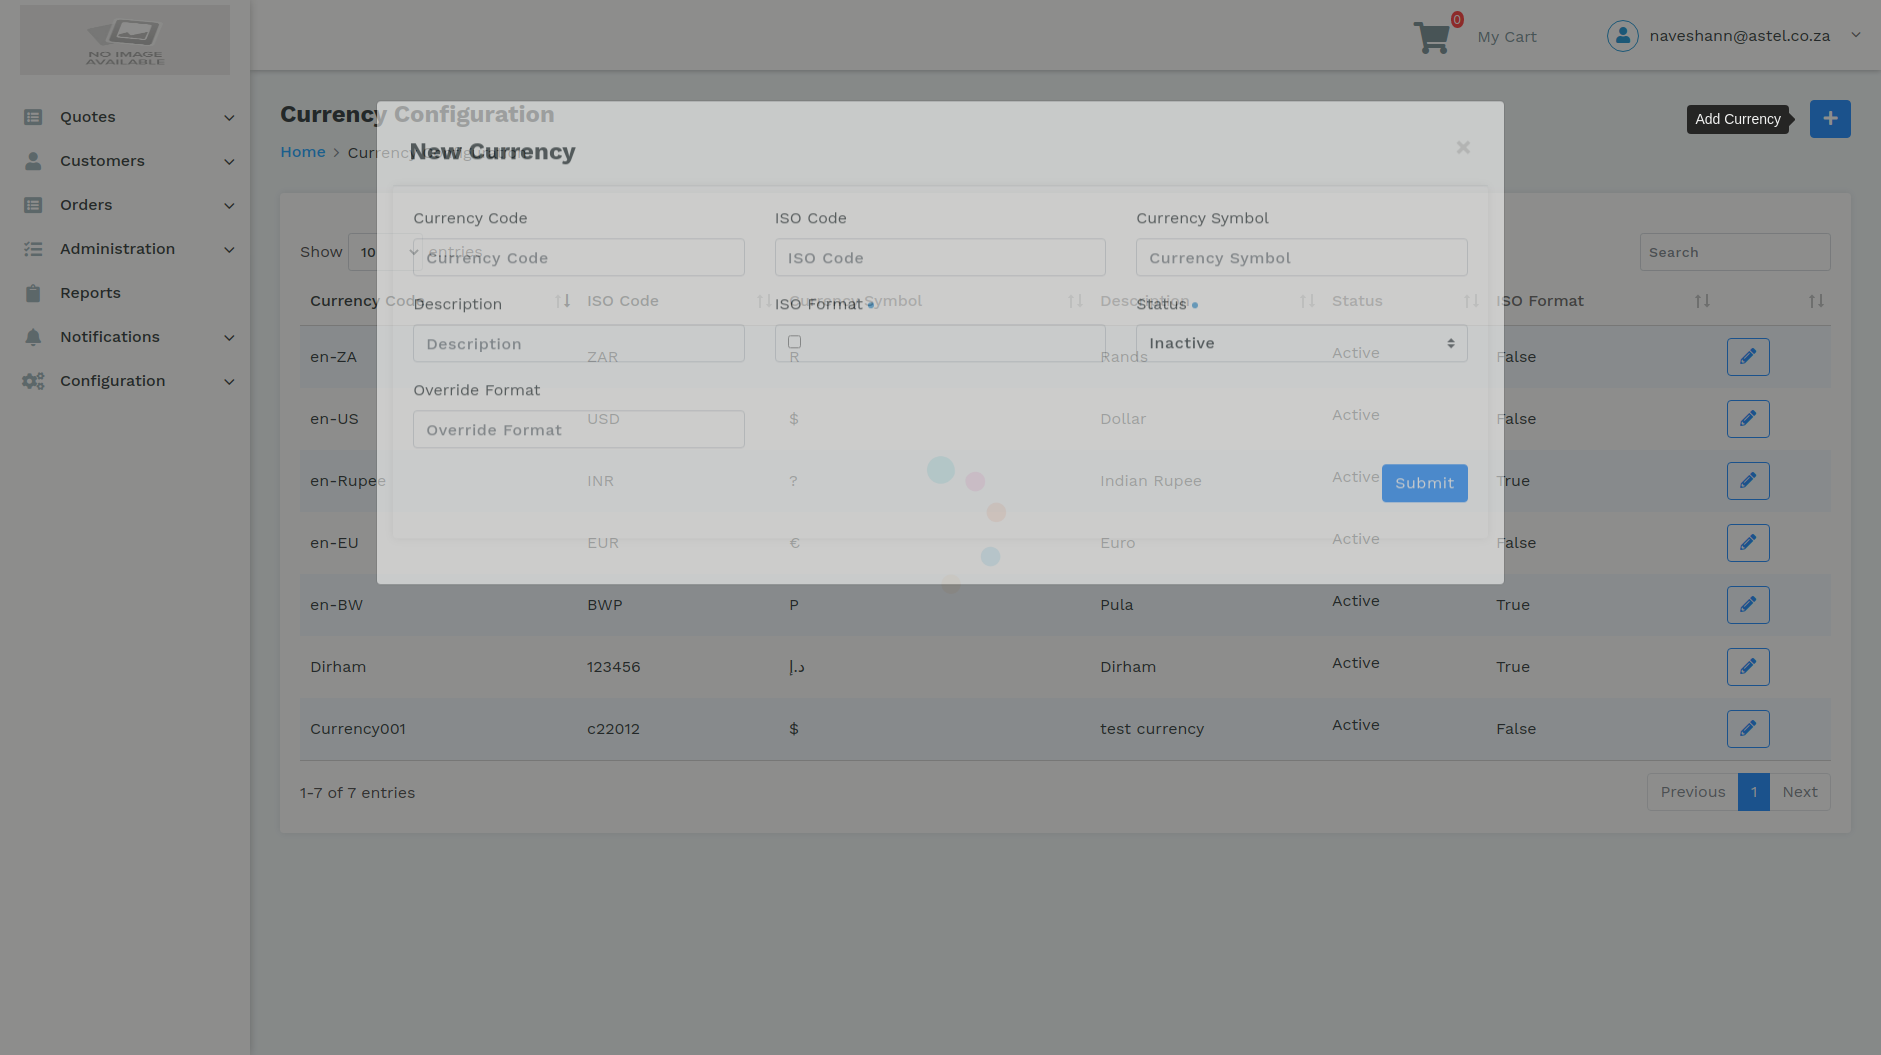 NO IMAGE
AVAILABLE
0
My Cart
naveshann@astel.co.za
Quotes
Customers
Orders
Administration
Reports
Notifications
Configuration
Currency Configuration
Add Currency
Home > Currency Configuration
New Currency
×
Currency Code ISO Code Currency Symbol
Show 10 entries
Search
Currency Code ISO Code Currency Symbol
Description ISO Format Status
Currency Code ISO Code Currency Symbol Description Status ISO Format
Description Inactive
en-ZA ZAR R Rands Active False
Override Format
en-US USD $ Dollar Active False
Override Format
en-Rupee INR ? Indian Rupee Active True
Submit
en-EU EUR € Euro Active False
en-BW BWP P Pula Active True
Dirham 123456 د.إ Dirham Active True
Currency001 c22012 $ test currency Active False
1-7 of 7 entries
Previous 1 Next